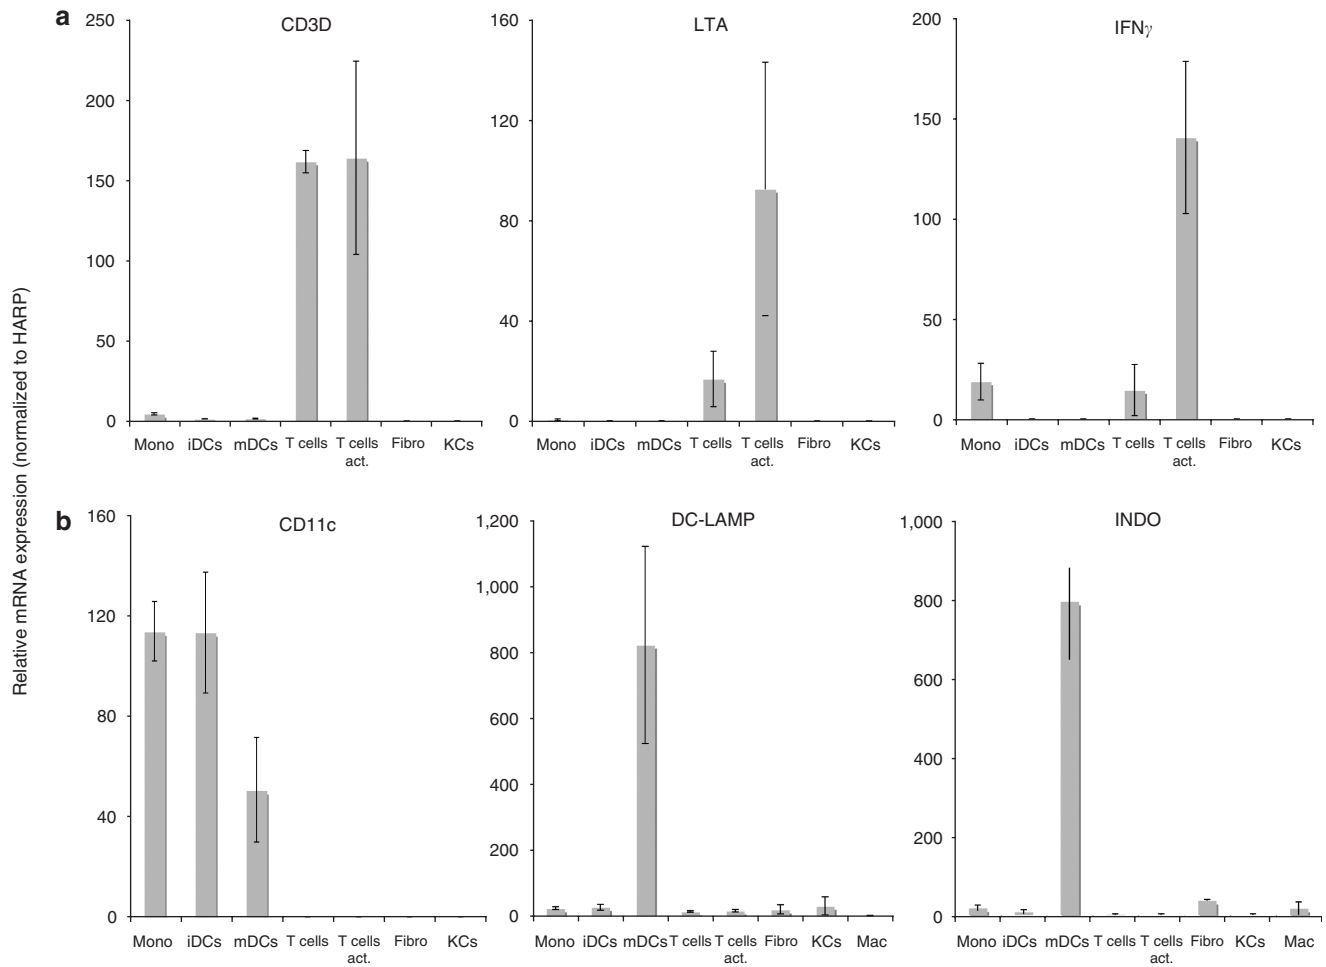 a
CD3D
LTA
IFNγ
250
200
150
100
50
0
160
120
80
40
0
200
150
100
50
0
Mono iDCs mDCs T cells T cells act. Fibro KCs
Mono iDCs mDCs T cells T cells act. Fibro KCs
Mono iDCs mDCs T cells T cells act. Fibro KCs
Relative mRNA expression (normalized to HARP)
b
CD11c
DC-LAMP
INDO
160
120
80
40
0
1,200
1,000
800
600
400
200
0
1,000
800
600
400
200
0
Mono iDCs mDCs T cells T cells act. Fibro KCs
Mono iDCs mDCs T cells T cells act. Fibro KCs Mac
Mono iDCs mDCs T cells T cells act. Fibro KCs Mac